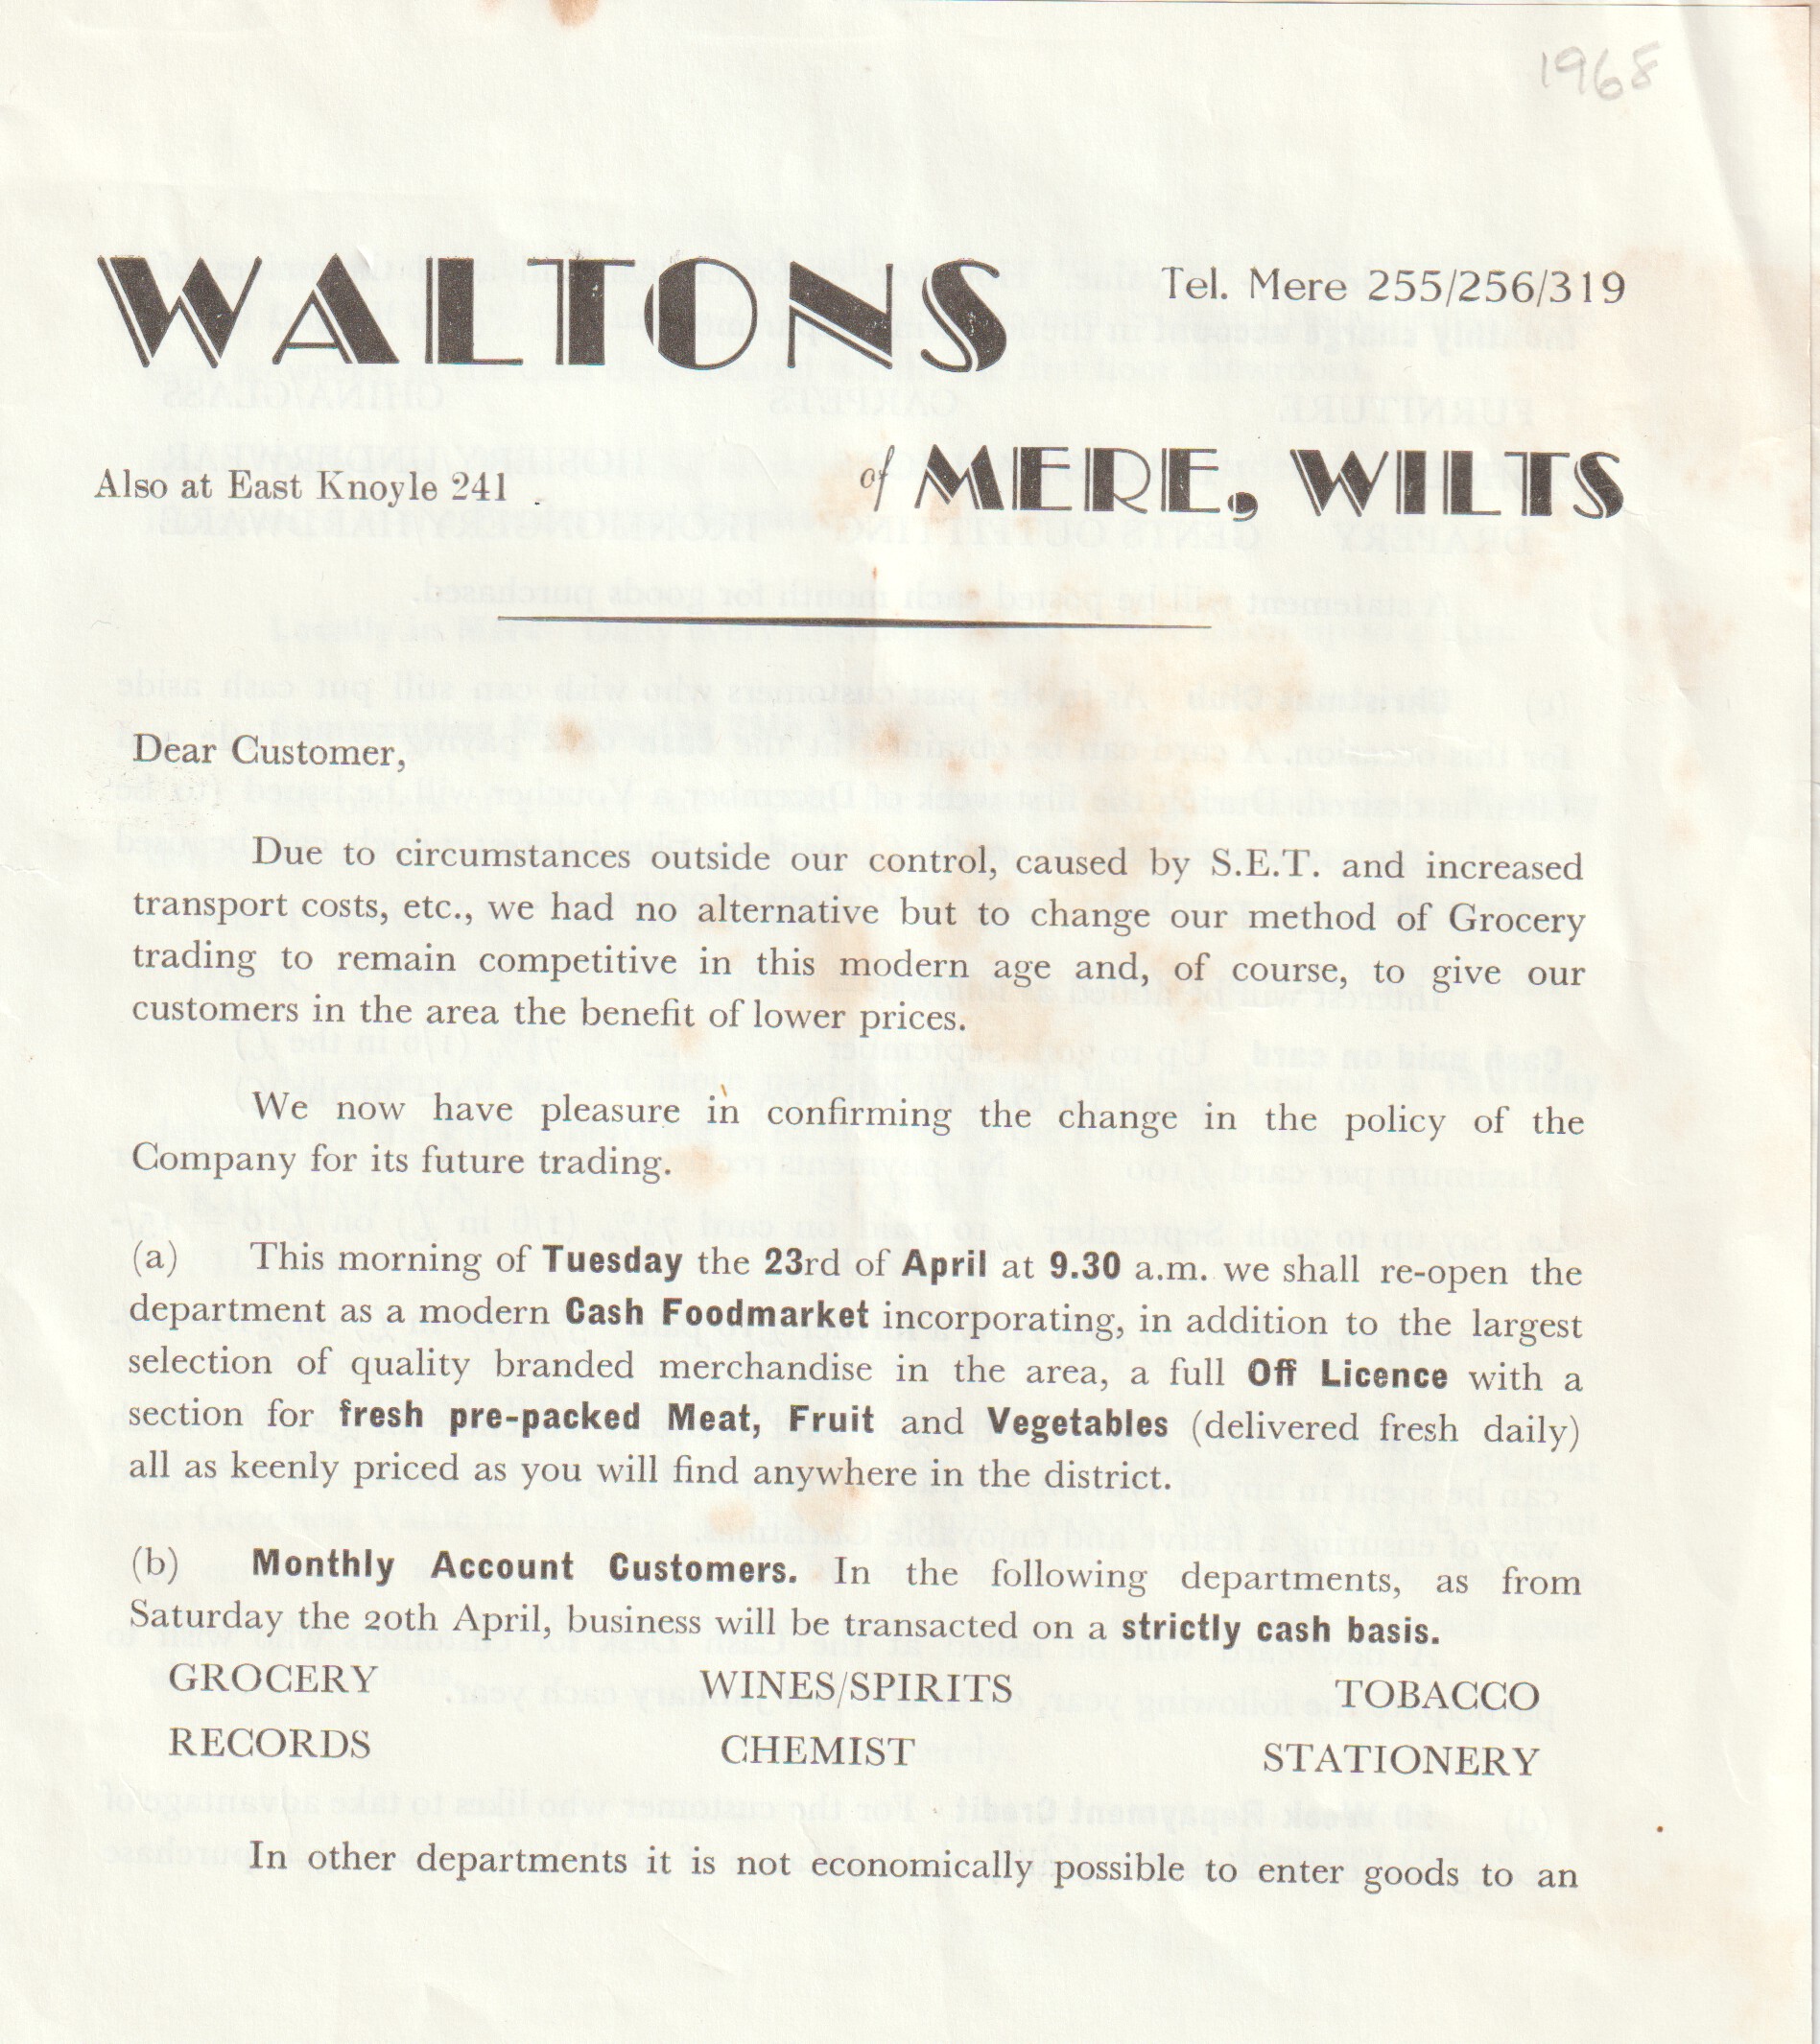 1968
WALTONS
Tel. Mere 255/256/319
Also at East Knoyle 241
of MERE, WILTS
Dear Customer,
Due to circumstances outside our control, caused by S.E.T. and increased
transport costs, etc., we had no alternative but to change our method of Grocery
trading to remain competitive in this modern age and, of course, to give our
customers in the area the benefit of lower prices.
We now have pleasure in confirming the change in the policy of the
Company for its future trading.
(a) This morning of Tuesday the 23rd of April at 9.30 a.m. we shall re-open the
department as a modern Cash Foodmarket incorporating, in addition to the largest
selection of quality branded merchandise in the area, a full Off Licence with a
section for fresh pre-packed Meat, Fruit and Vegetables (delivered fresh daily)
all as keenly priced as you will find anywhere in the district.
(b) Monthly Account Customers. In the following departments, as from
Saturday the 20th April, business will be transacted on a strictly cash basis.
GROCERY WINES/SPIRITS TOBACCO
RECORDS CHEMIST STATIONERY
In other departments it is not economically possible to enter goods to an